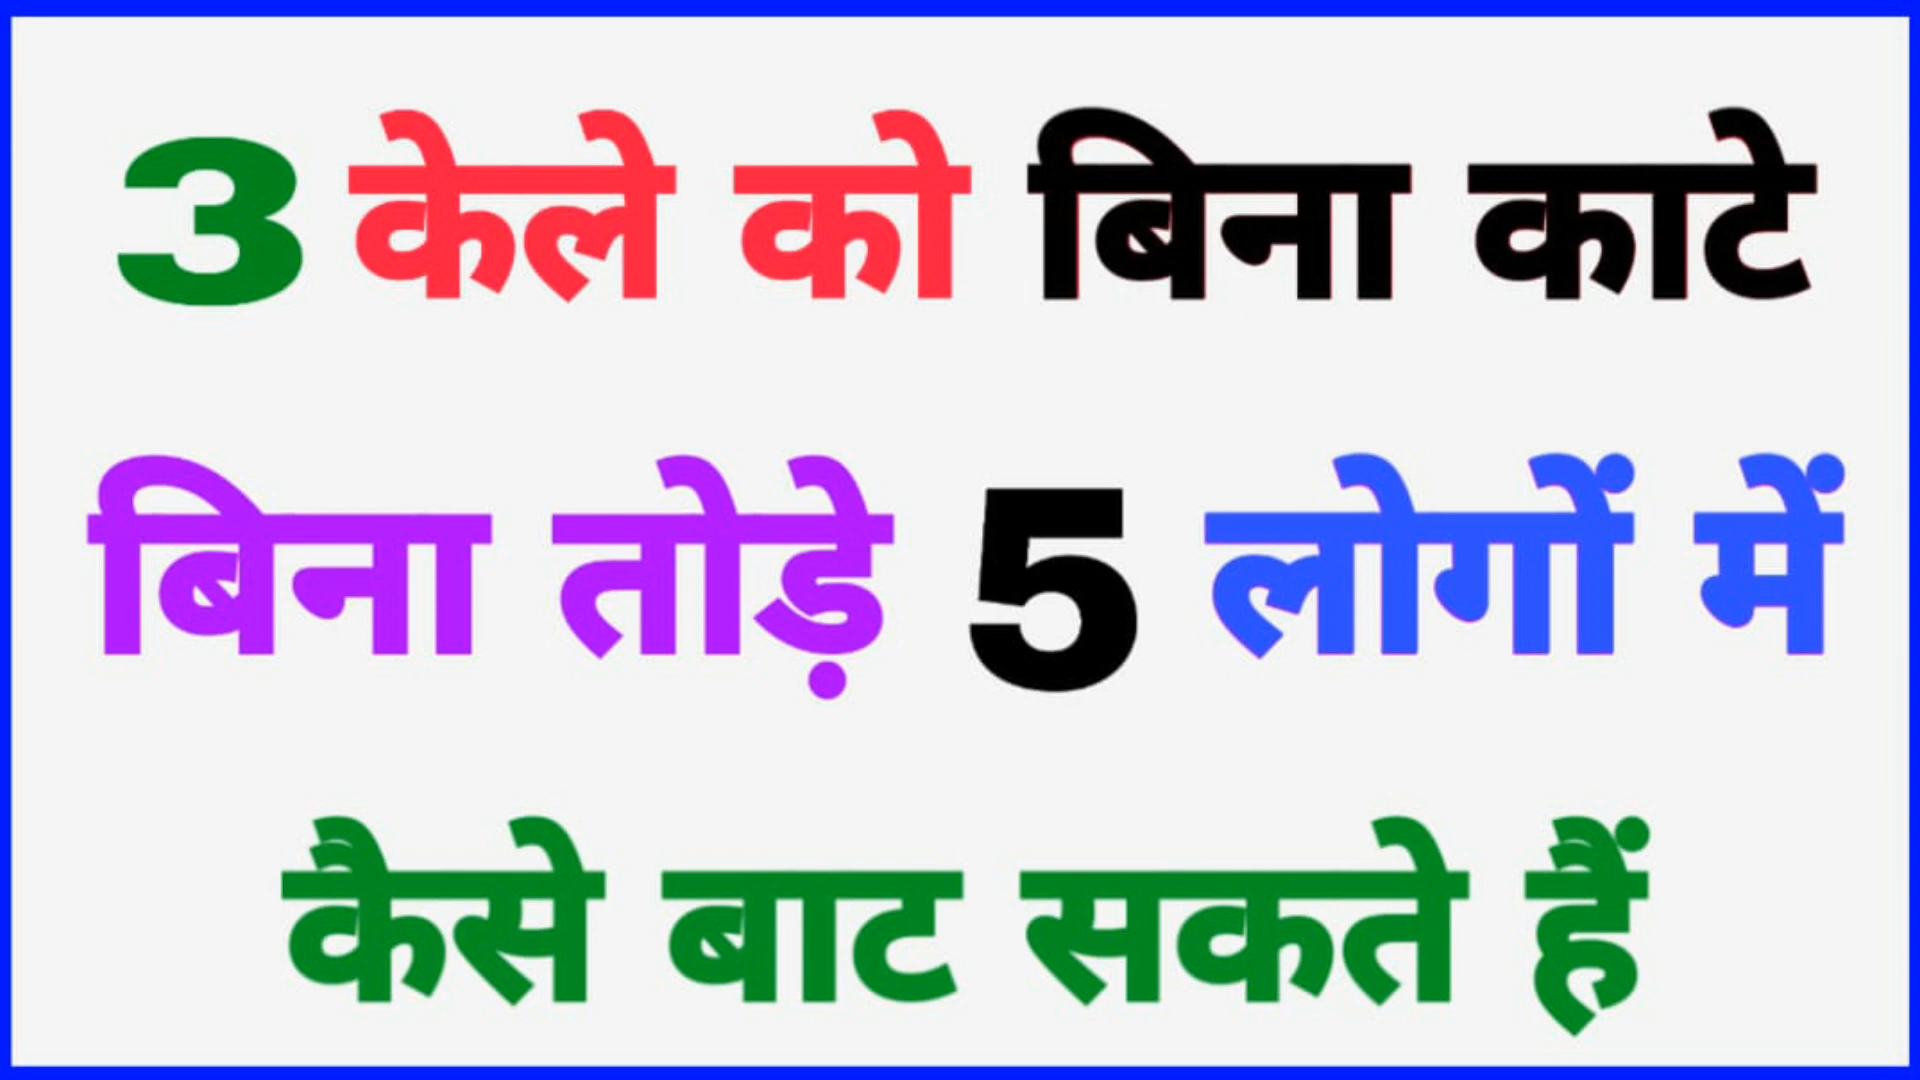 3 केले को बिना काटे
बिना तोड़े 5 लोगों में
कैसे बाट सकते हैं